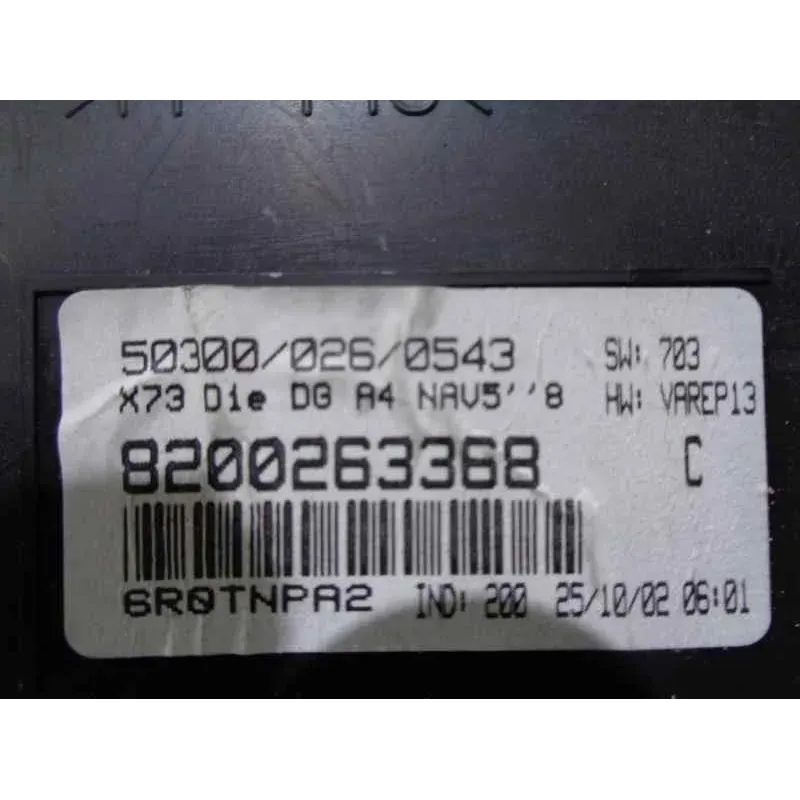 50300/026/0543 SW: 703
X73 Die DG A4 NAV5''8 HW: VAREP13
8200263368 C
6R0TNPA2 IND: 200 25/10/02 06:01